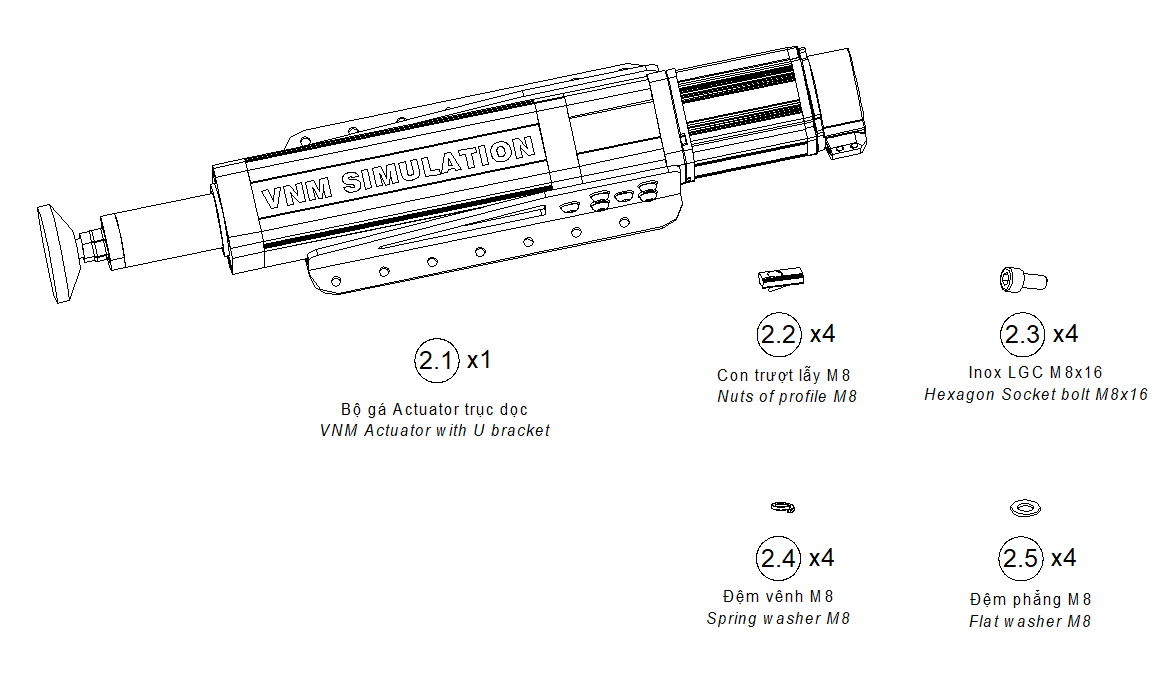 VNM SIMULATION
2.1 x1
Bộ gá Actuator trục dọc
VNM Actuator with U bracket
2.2 x4
Con trượt lẫy M8
Nuts of profile M8
2.3 x4
Inox LGC M8x16
Hexagon Socket bolt M8x16
2.4 x4
Đệm vênh M8
Spring washer M8
2.5 x4
Đệm phẳng M8
Flat washer M8